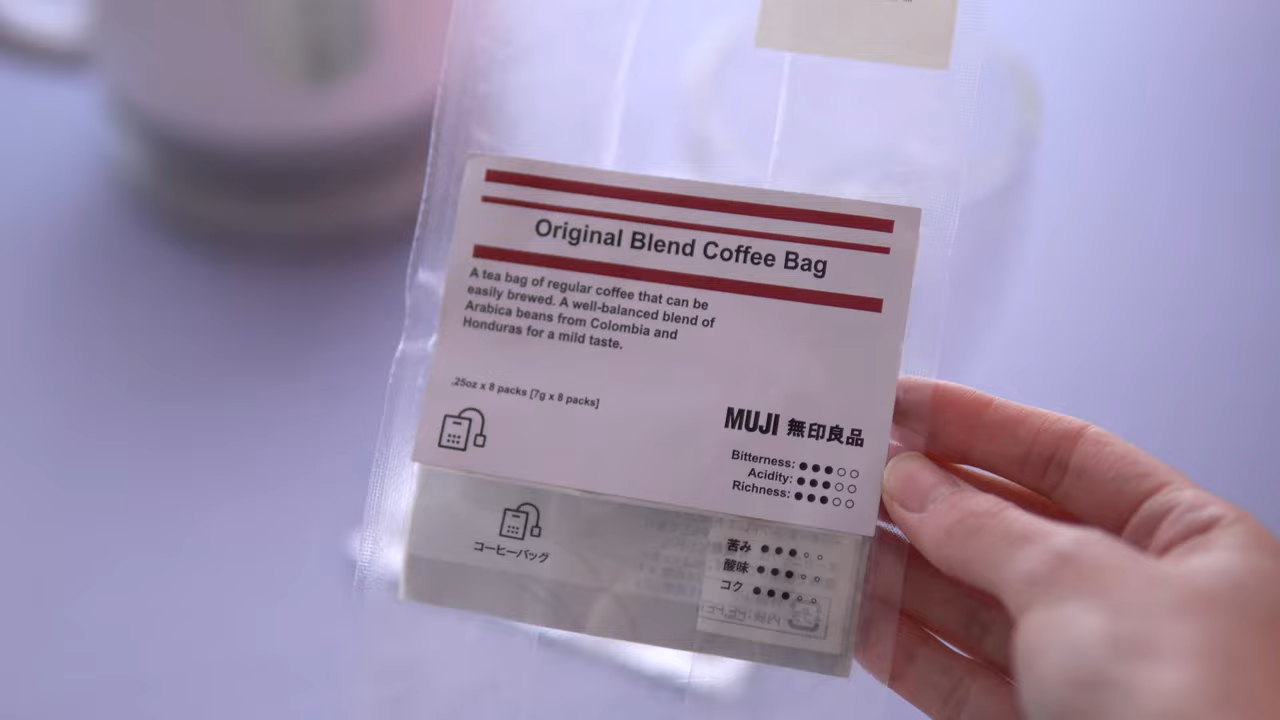 Original Blend Coffee Bag
A tea bag of regular coffee that can be
easily brewed. A well-balanced blend of
Arabica beans from Colombia and
Honduras for a mild taste.
.25oz x 8 packs [7g x 8 packs]
MUJI 無印良品
Bitterness: ●●●○○
Acidity: ●●●○○
Richness: ●●●○○
コーヒーバッグ
苦み ●●●○○
酸味 ●●●○○
コク ●●●○○